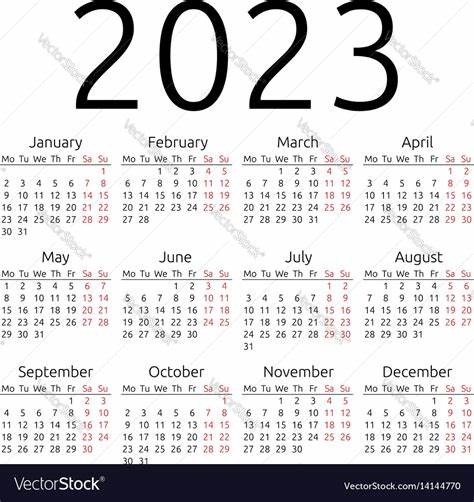 2023
January
Mo Tu We Th Fr Sa Su
1
2 3 4 5 6 7 8
9 10 11 12 13 14 15
16 17 18 19 20 21 22
23 24 25 26 27 28 29
30 31
February
Mo Tu We Th Fr Sa Su
1 2 3 4 5
6 7 8 9 10 11 12
13 14 15 16 17 18 19
20 21 22 23 24 25 26
27 28
March
Mo Tu We Th Fr Sa Su
1 2 3 4 5
6 7 8 9 10 11 12
13 14 15 16 17 18 19
20 21 22 23 24 25 26
27 28 29 30 31
April
Mo Tu We Th Fr Sa Su
1 2
3 4 5 6 7 8 9
10 11 12 13 14 15 16
17 18 19 20 21 22 23
24 25 26 27 28 29 30
May
Mo Tu We Th Fr Sa Su
1 2 3 4 5 6 7
8 9 10 11 12 13 14
15 16 17 18 19 20 21
22 23 24 25 26 27 28
29 30 31
June
Mo Tu We Th Fr Sa Su
1 2 3 4
5 6 7 8 9 10 11
12 13 14 15 16 17 18
19 20 21 22 23 24 25
26 27 28 29 30
July
Mo Tu We Th Fr Sa Su
1 2
3 4 5 6 7 8 9
10 11 12 13 14 15 16
17 18 19 20 21 22 23
24 25 26 27 28 29 30
31
August
Mo Tu We Th Fr Sa Su
1 2 3 4 5 6
7 8 9 10 11 12 13
14 15 16 17 18 19 20
21 22 23 24 25 26 27
28 29 30 31
September
Mo Tu We Th Fr Sa Su
1 2 3
4 5 6 7 8 9 10
11 12 13 14 15 16 17
18 19 20 21 22 23 24
25 26 27 28 29 30
October
Mo Tu We Th Fr Sa Su
1
2 3 4 5 6 7 8
9 10 11 12 13 14 15
16 17 18 19 20 21 22
23 24 25 26 27 28 29
30 31
November
Mo Tu We Th Fr Sa Su
1 2 3 4 5
6 7 8 9 10 11 12
13 14 15 16 17 18 19
20 21 22 23 24 25 26
27 28 29 30
December
Mo Tu We Th Fr Sa Su
1 2 3
4 5 6 7 8 9 10
11 12 13 14 15 16 17
18 19 20 21 22 23 24
25 26 27 28 29 30 31
VectorStock® VectorStock.com/14144770